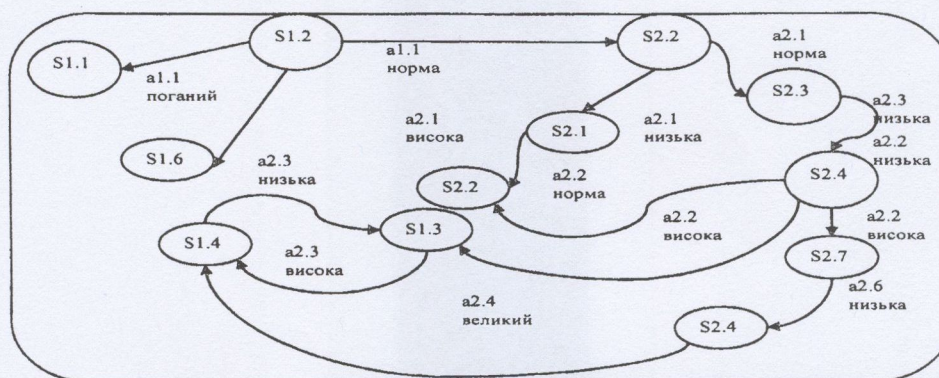 S1.2
S2.2
a2.1
норма
S1.1
a1.1
норма
a1.1
поганий
S2.3
a2.3
низька
a2.1
висока
S2.1
a2.1
низька
a2.2
низька
S1.6
a2.3
низька
S2.2
a2.2
норма
S2.4
S1.4
S1.3
a2.2
висока
a2.2
висока
a2.3
висока
S2.7
a2.4
великий
a2.6
низька
S2.4